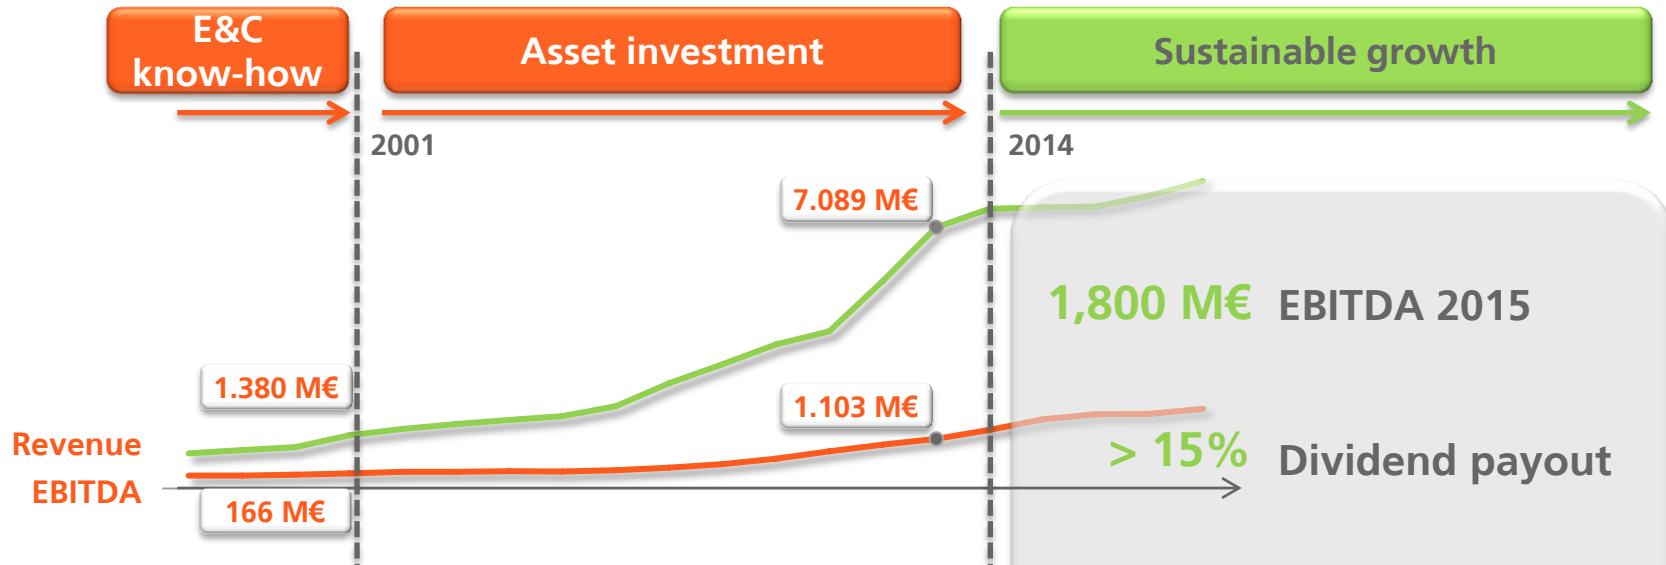 E&C
know-how
Asset investment
Sustainable growth
2001
2014
7.089 M€
1,800 M€ EBITDA 2015
1.380 M€
1.103 M€
Revenue
> 15% Dividend payout
EBITDA
166 M€